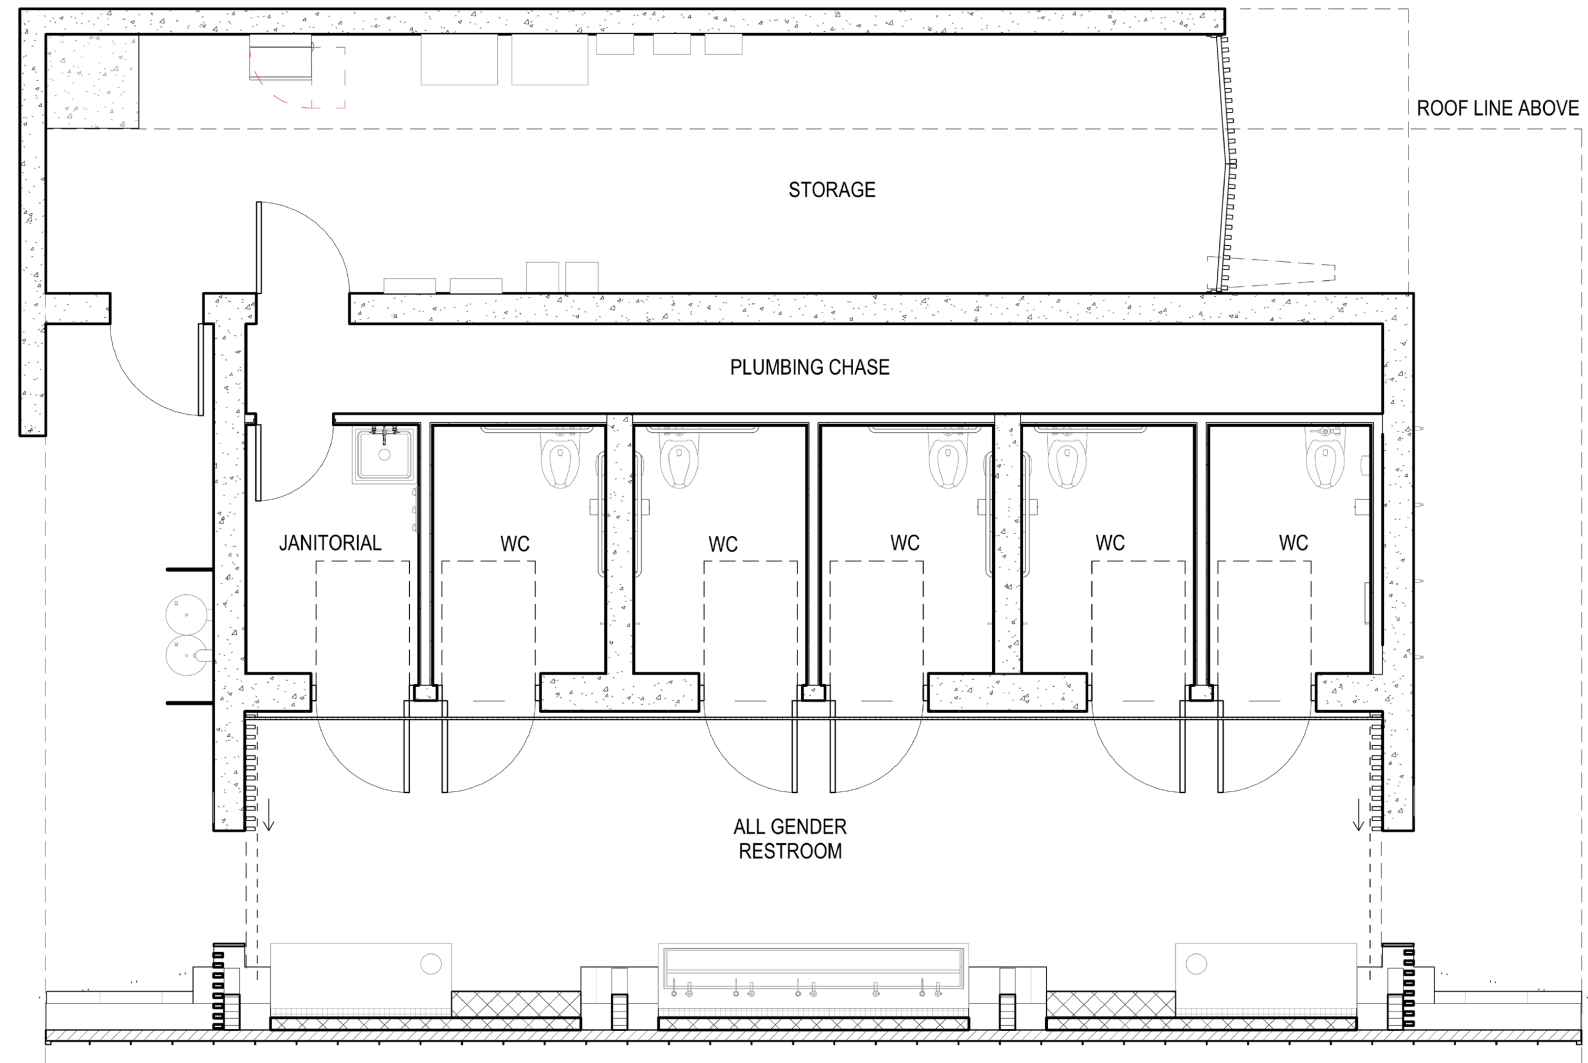 ROOF LINE ABOVE
STORAGE
PLUMBING CHASE
JANITORIAL
WC
WC
WC
WC
WC
ALL GENDER
RESTROOM